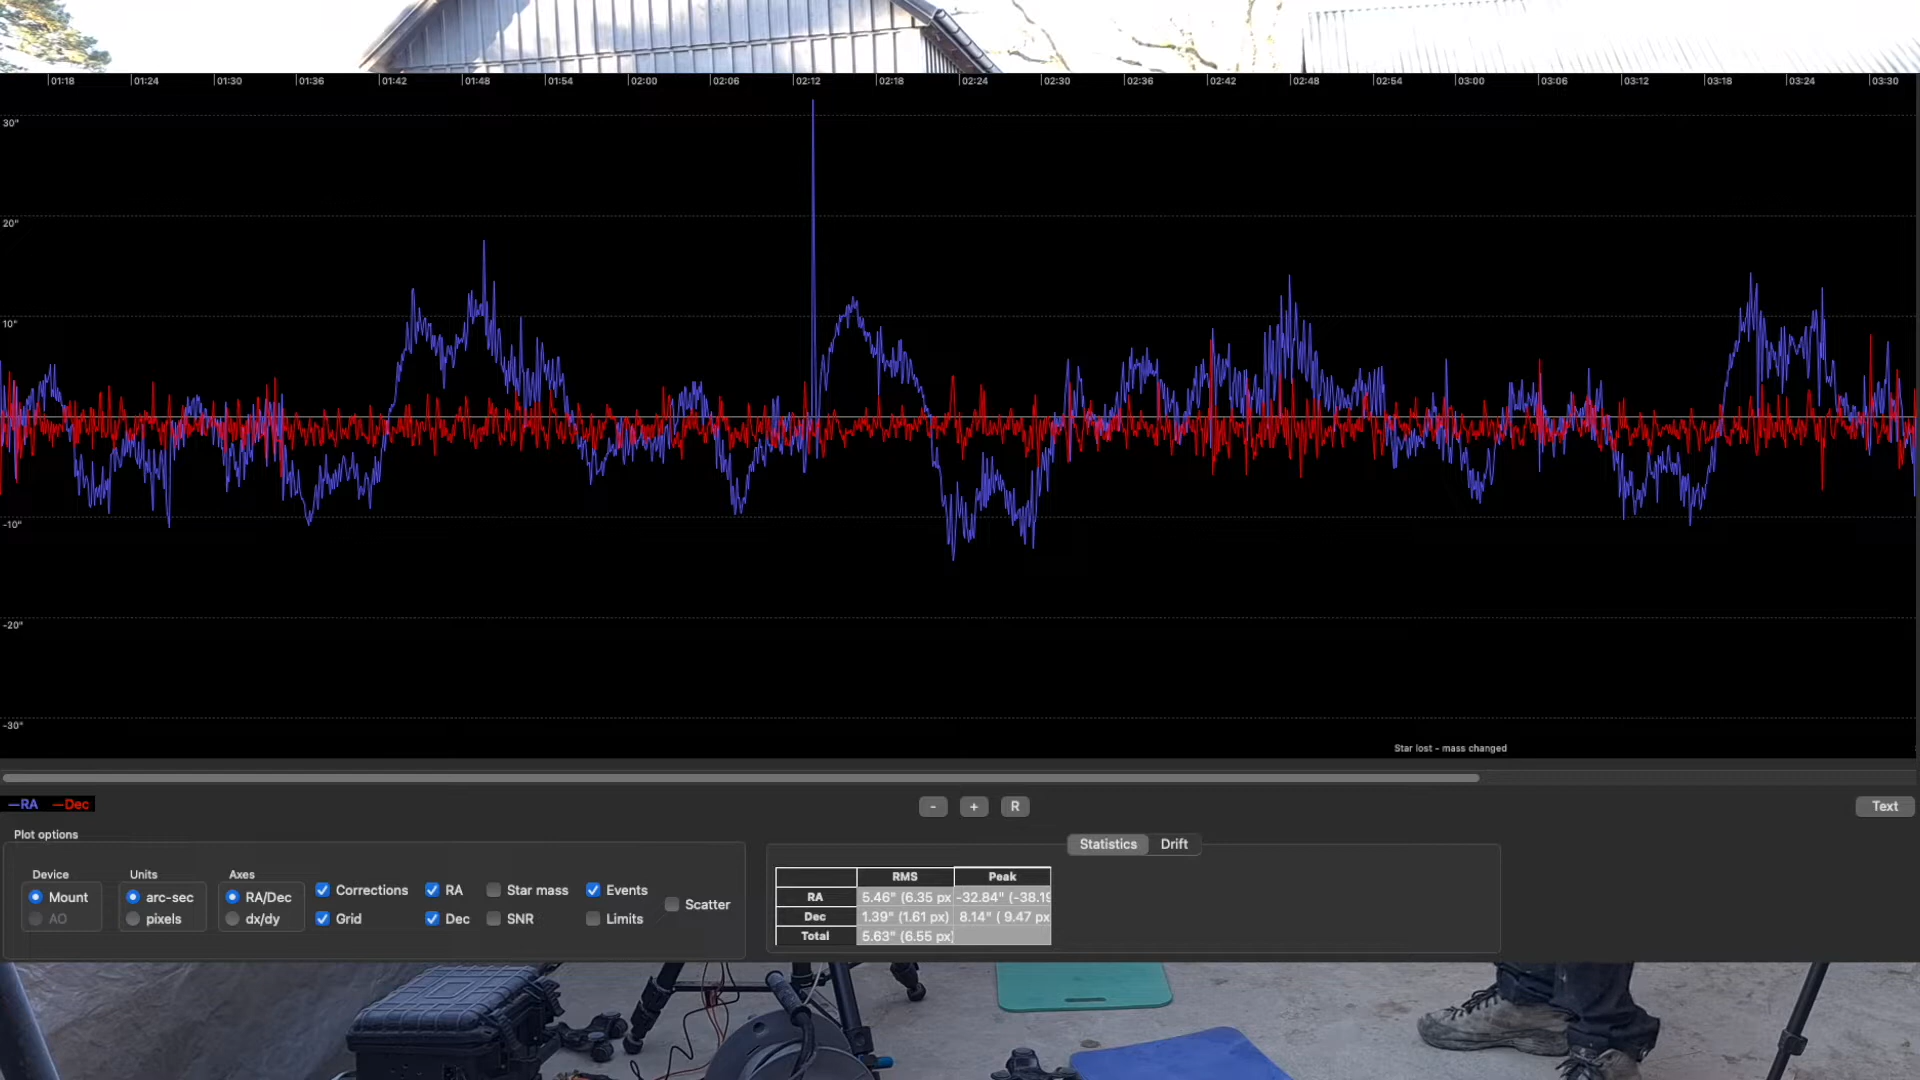 01:18 01:24 01:30 01:36 01:42 01:48 01:54 02:00 02:06 02:12 02:18 02:24 02:30 02:36 02:42 02:48 02:54 03:00 03:06 03:12 03:18 03:24 03:30
30"
20"
10"
-10"
-20"
-30"
Star lost - mass changed
—RA —Dec
- + R
Text
Plot options
Statistics Drift
Device Units Axes
Mount arc-sec RA/Dec Corrections RA Star mass Events
AO pixels dx/dy Grid Dec SNR Limits
Scatter
RMS Peak
RA 5.46" (6.35 px -32.84" (-38.19
Dec 1.39" (1.61 px) 8.14" ( 9.47 px
Total 5.63" (6.55 px)